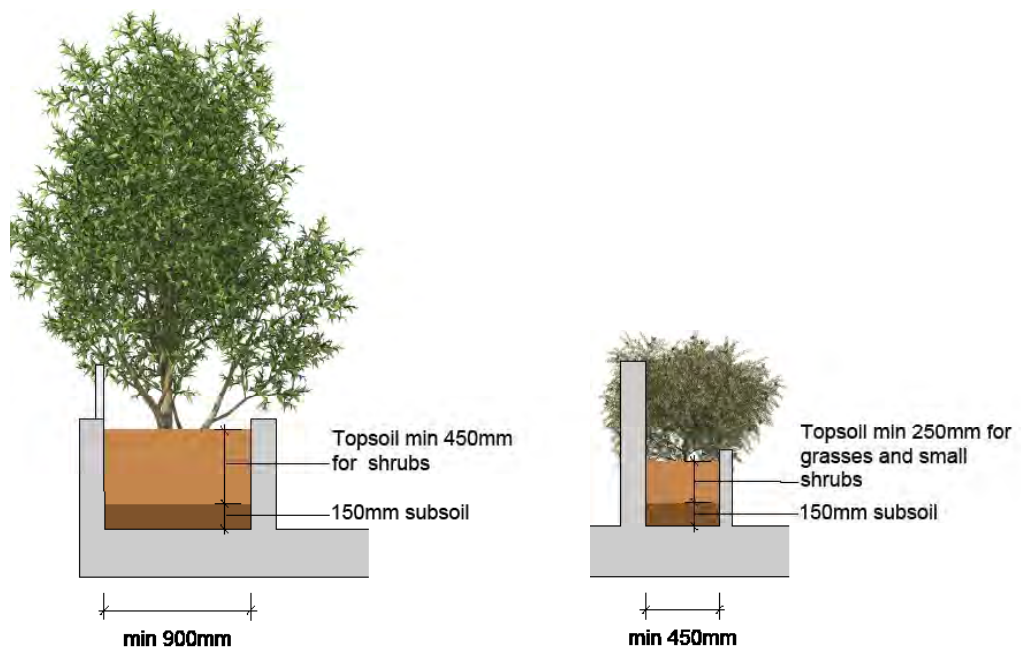 Topsoil min 450mm
for shrubs
150mm subsoil
min 900mm
Topsoil min 250mm for
grasses and small
shrubs
150mm subsoil
min 450mm